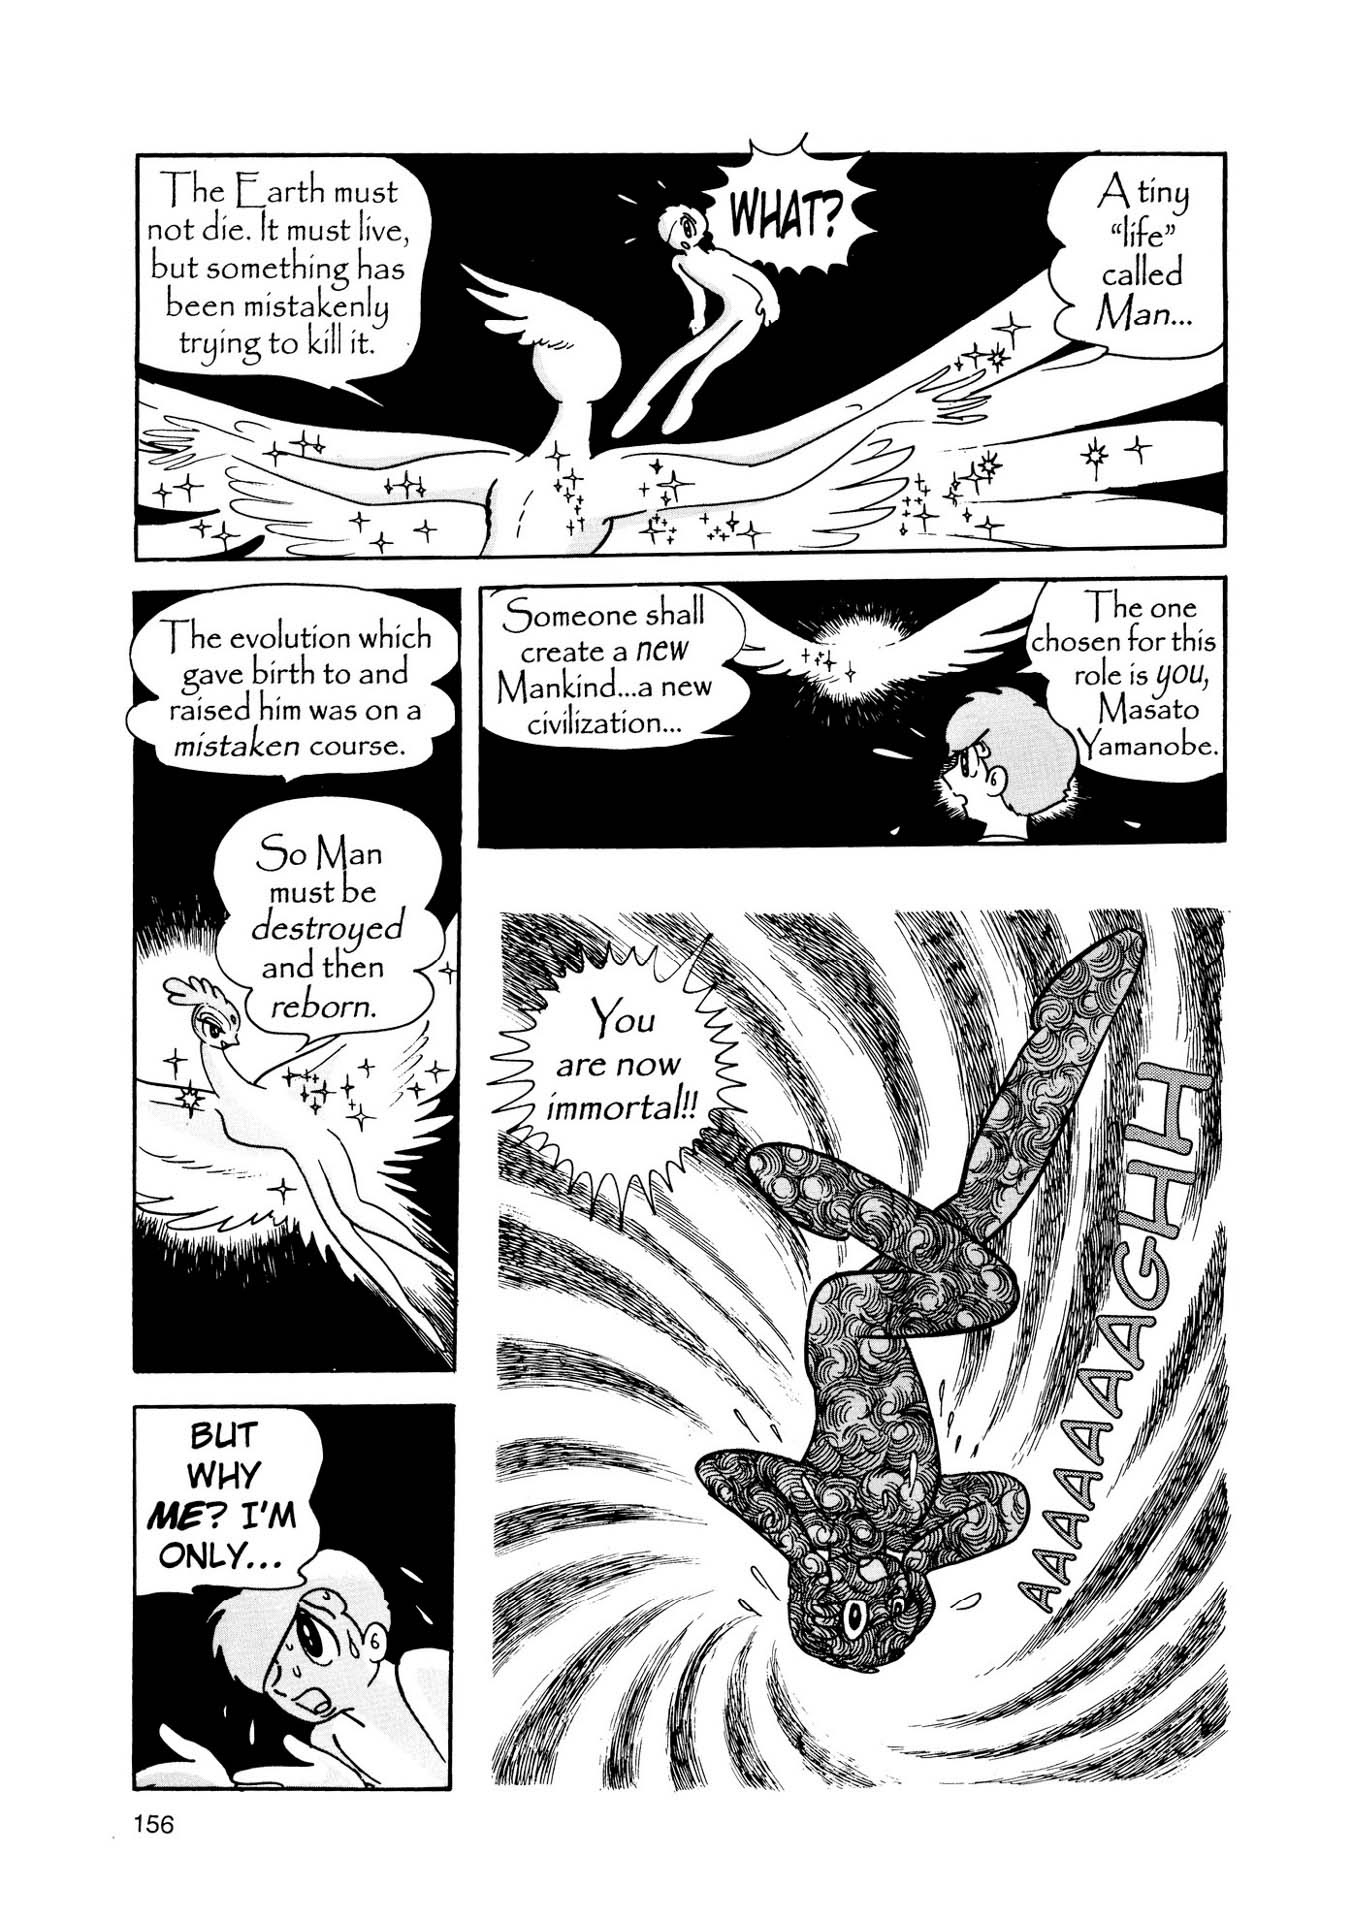 The Earth must
not die. It must live,
but something has
been mistakenly
trying to kill it.
WHAT?
A tiny
"life"
called
Man...
The evolution which
gave birth to and
raised him was on a
mistaken course.
So Man
must be
destroyed
and then
reborn.
Someone shall
create a new
Mankind...a new
civilization...
The one
chosen for this
role is you,
Masato
Yamanobe.
BUT
WHY
ME? I'M
ONLY...
You
are now
immortal!!
AAAAAAAGHH
156